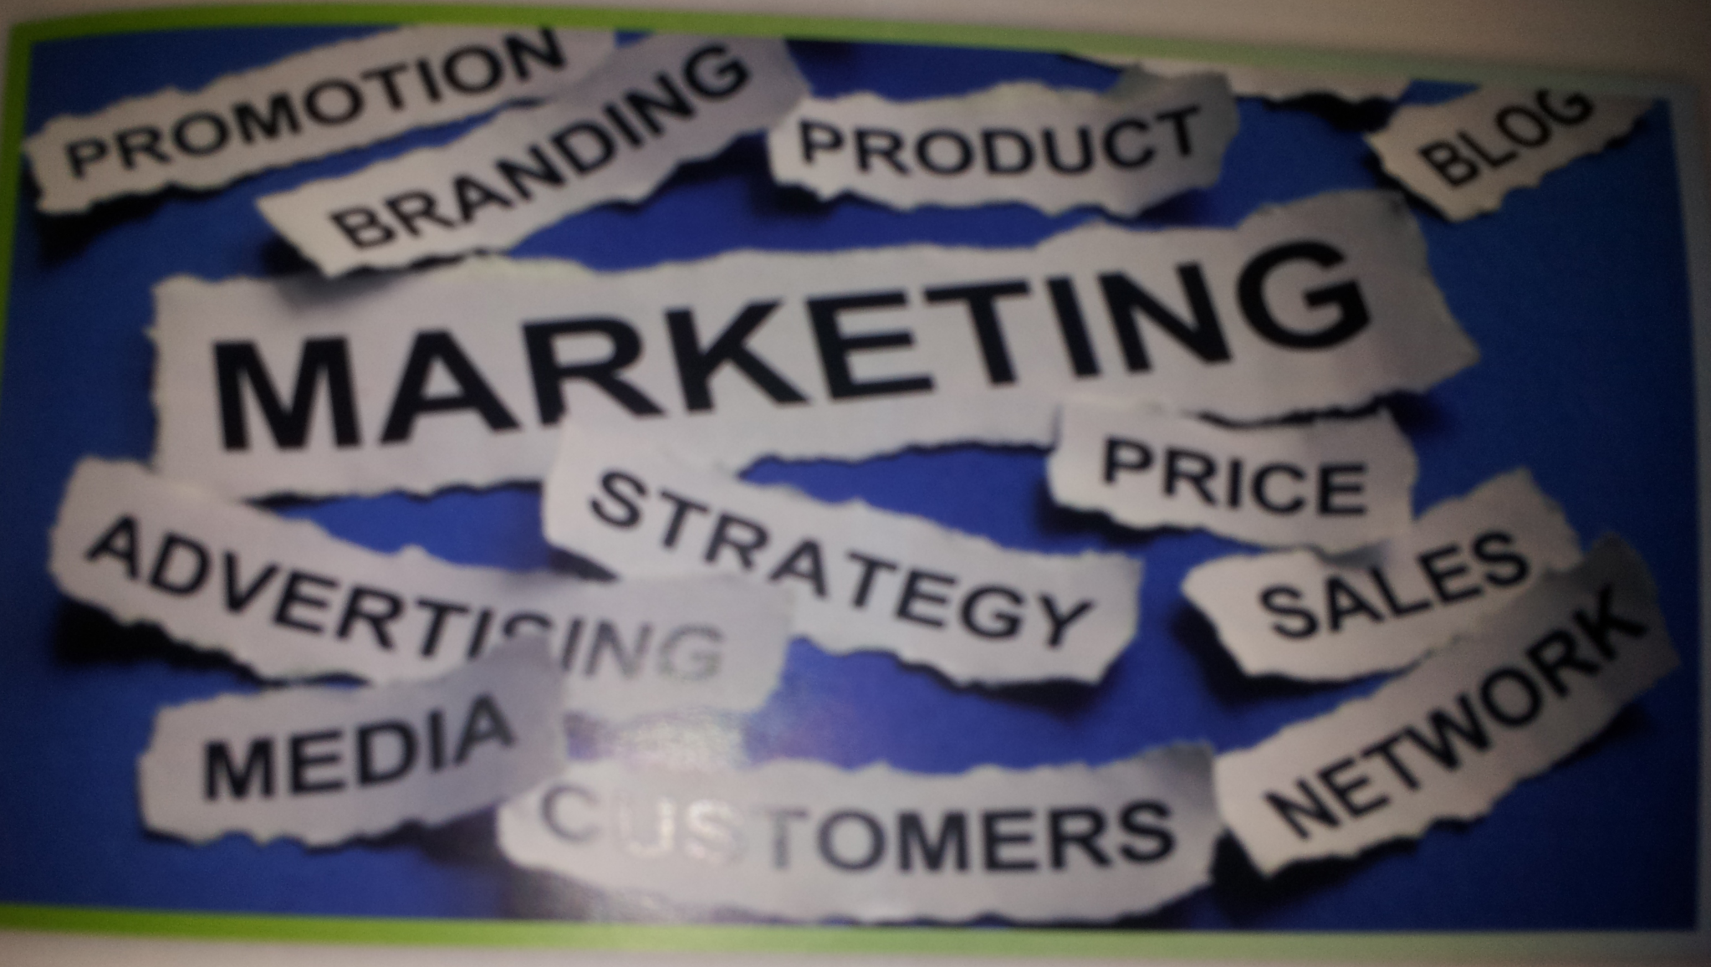 PROMOTION
BRANDING
PRODUCT
BLOG
MARKETING
PRICE
STRATEGY
ADVERTISING
SALES
NETWORK
MEDIA
CUSTOMERS